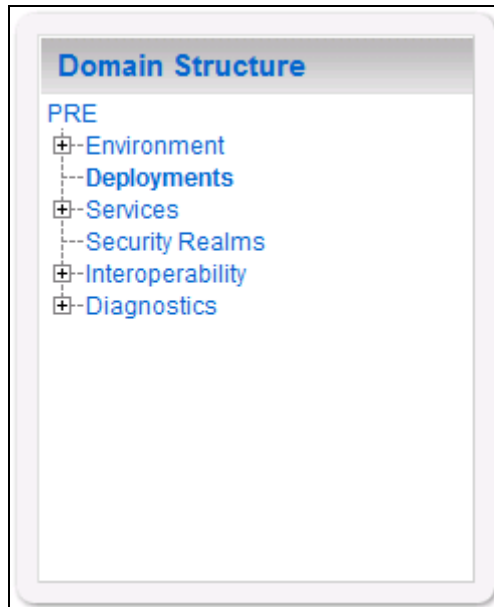 Domain Structure
PRE
Environment
Deployments
Services
Security Realms
Interoperability
Diagnostics